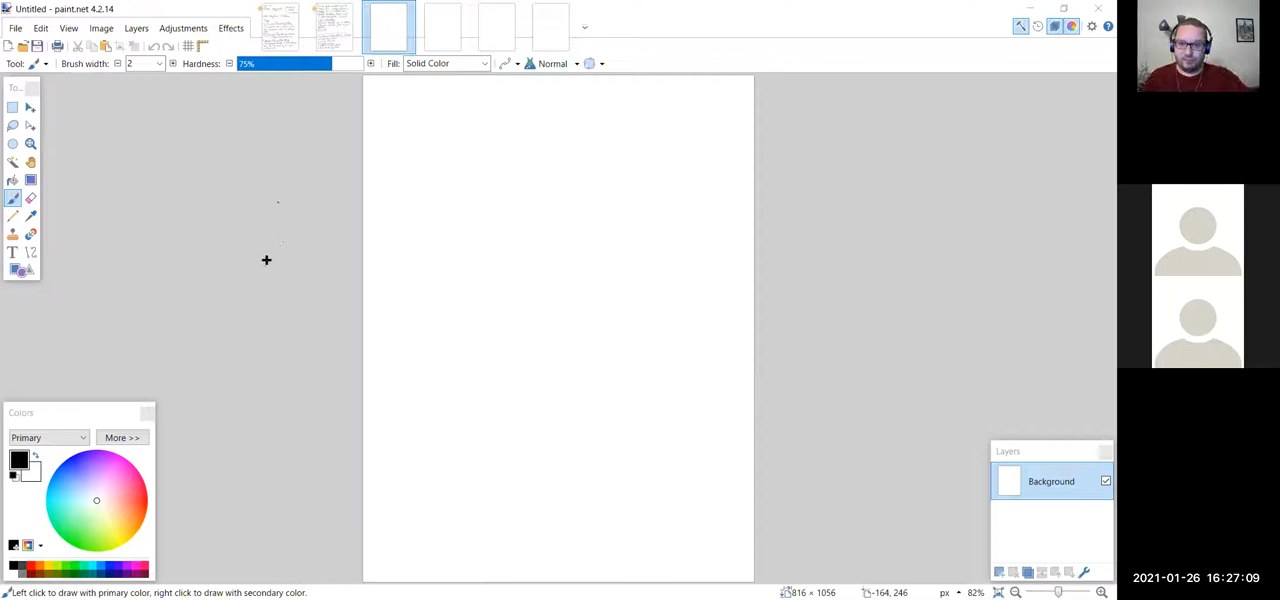 Untitled - paint.net 4.2.14
File Edit View Image Layers Adjustments Effects
Tool: Brush width: 2 Hardness: 75% Fill: Solid Color Normal
To...
Colors
Primary More >>
Layers
Background
Left click to draw with primary color, right click to draw with secondary color.
816 × 1056 -164, 246 px 82%
2021-01-26 16:27:09